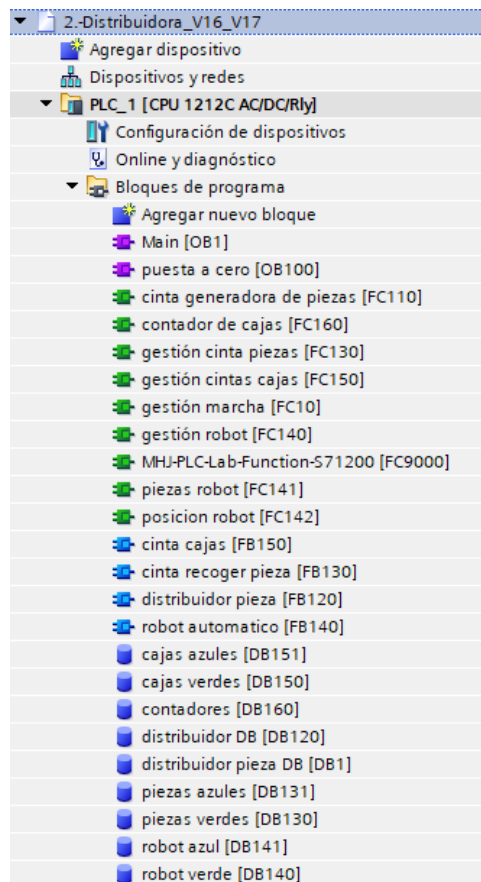 2.-Distribuidora_V16_V17
Agregar dispositivo
Dispositivos y redes
PLC_1 [CPU 1212C AC/DC/Rly]
Configuración de dispositivos
Online y diagnóstico
Bloques de programa
Agregar nuevo bloque
Main [OB1]
puesta a cero [OB100]
cinta generadora de piezas [FC110]
contador de cajas [FC160]
gestión cinta piezas [FC130]
gestión cintas cajas [FC150]
gestión marcha [FC10]
gestión robot [FC140]
MHJ-PLC-Lab-Function-S71200 [FC9000]
piezas robot [FC141]
posicion robot [FC142]
cinta cajas [FB150]
cinta recoger pieza [FB130]
distribuidor pieza [FB120]
robot automatico [FB140]
cajas azules [DB151]
cajas verdes [DB150]
contadores [DB160]
distribuidor DB [DB120]
distribuidor pieza DB [DB1]
piezas azules [DB131]
piezas verdes [DB130]
robot azul [DB141]
robot verde [DB140]